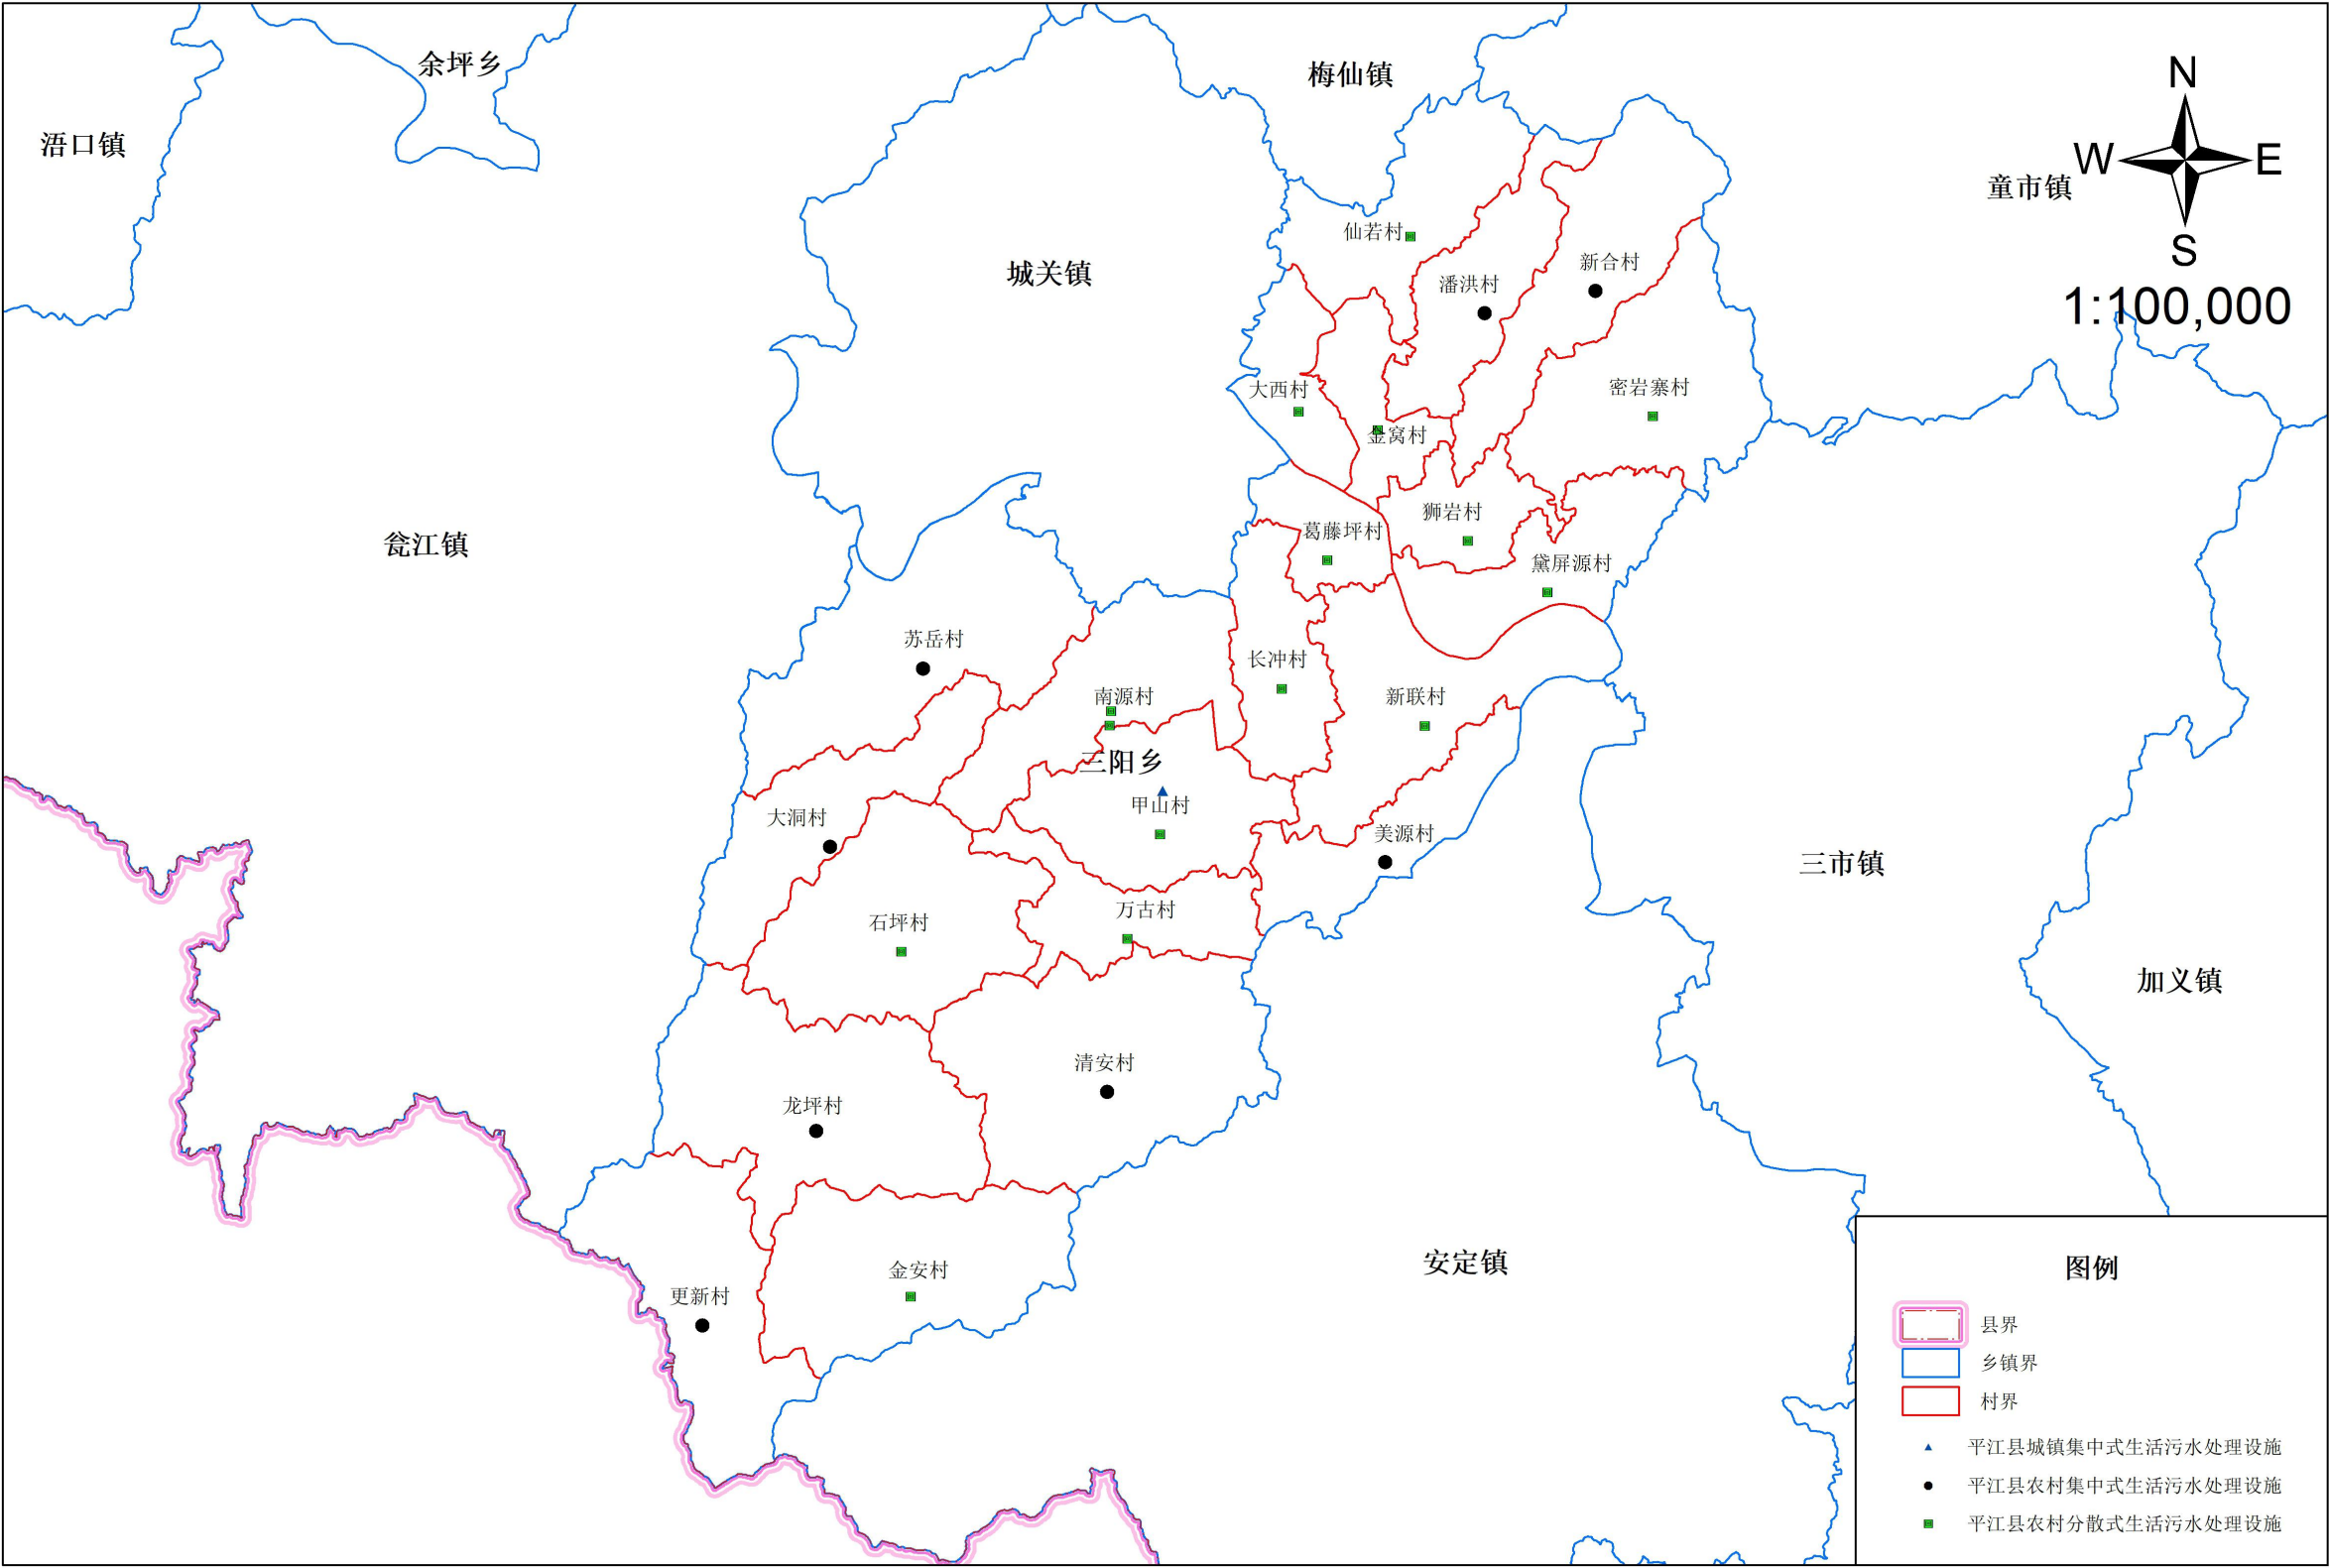 余坪乡
梅仙镇
N
浯口镇
W
E
童市镇
S
仙若村
新合村
城关镇
潘洪村
1:100,000
大西村
密岩寨村
金窝村
狮岩村
葛藤坪村
瓮江镇
黛屏源村
苏岳村
长冲村
南源村
新联村
三阳乡
甲山村
大洞村
美源村
三市镇
万古村
石坪村
加义镇
清安村
龙坪村
安定镇
金安村
更新村
图例
县界
乡镇界
村界
平江县城镇集中式生活污水处理设施
平江县农村集中式生活污水处理设施
平江县农村分散式生活污水处理设施